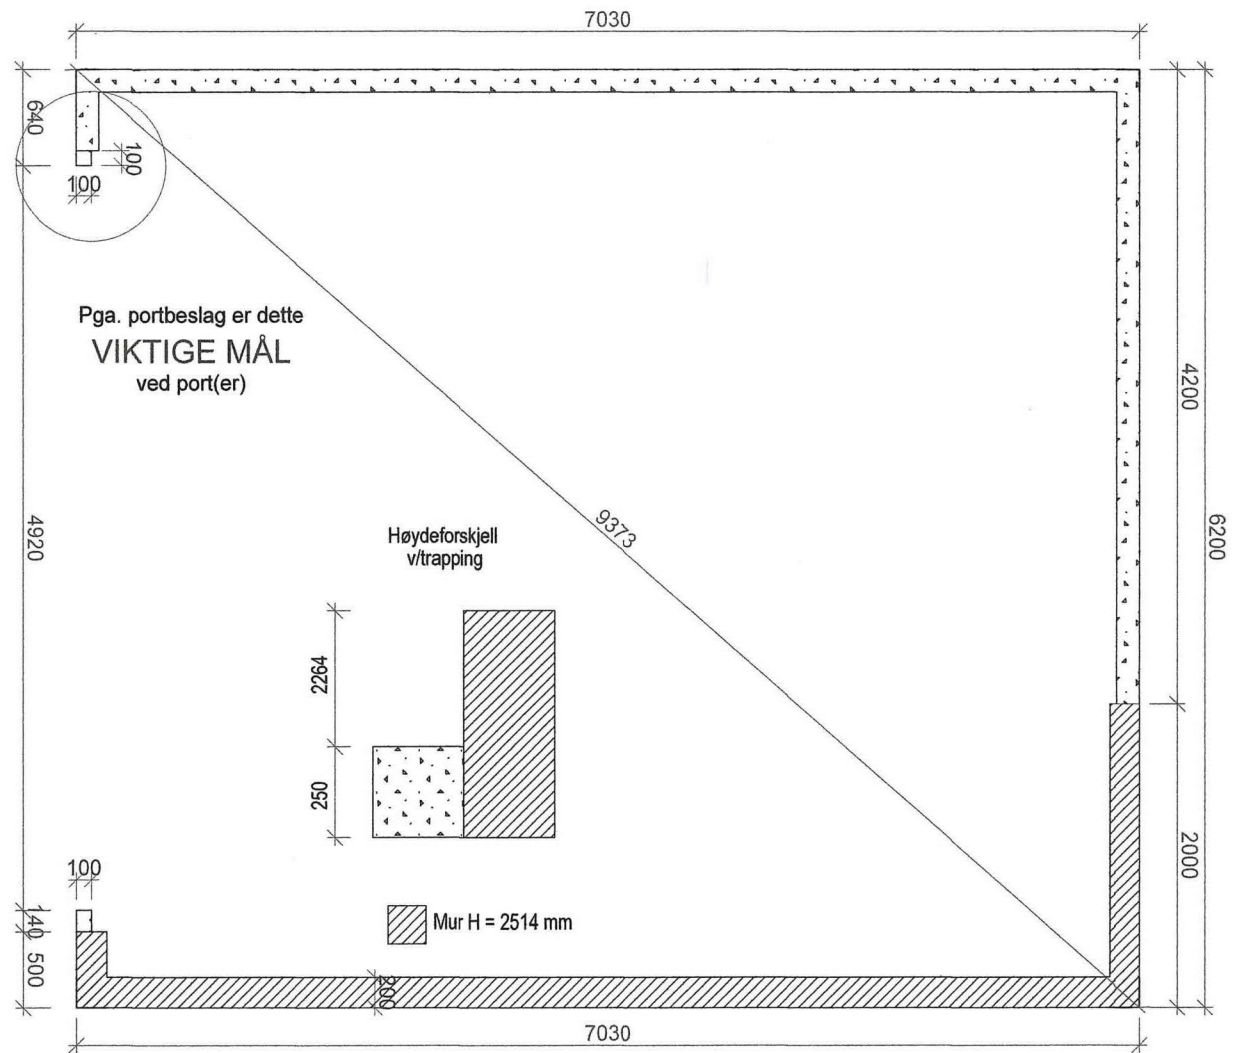 7030
640
100
100
Pga. portbeslag er dette
VIKTIGE MÅL
ved port(er)
4200
6200
4920
9373
Høydeforskjell
v/trapping
2264
250
2000
100
140
500
Mur H = 2514 mm
200
7030